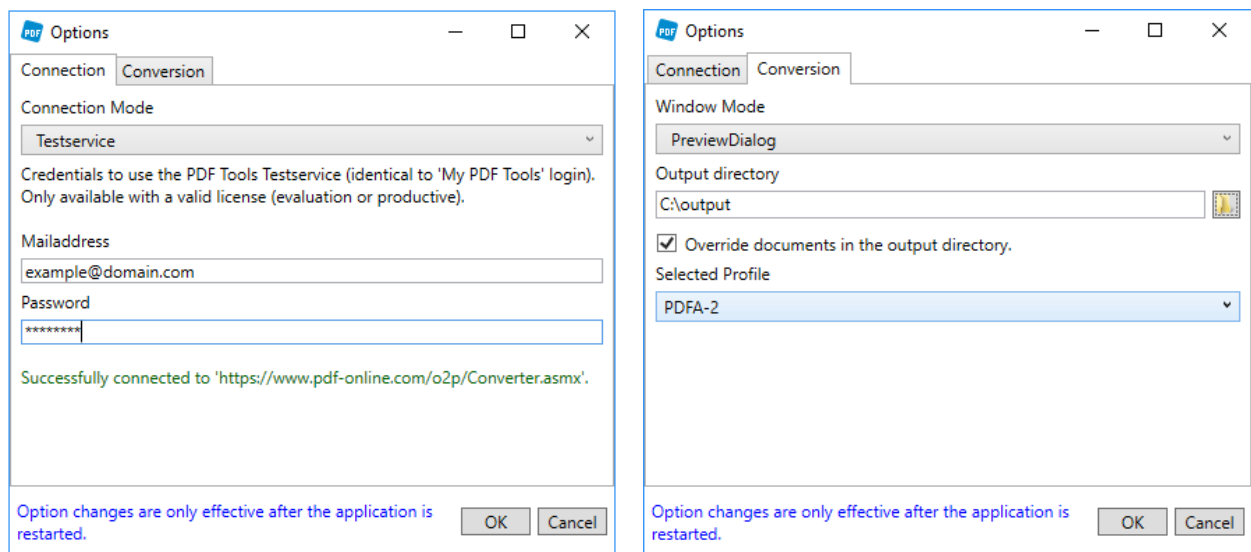 PDF Options
Connection Conversion
Connection Mode
Testservice
Credentials to use the PDF Tools Testservice (identical to 'My PDF Tools' login).
Only available with a valid license (evaluation or productive).
Mailaddress
example@domain.com
Password
********
Successfully connected to 'https://www.pdf-online.com/o2p/Converter.asmx'.
Option changes are only effective after the application is
restarted.
OK Cancel
PDF Options
Connection Conversion
Window Mode
PreviewDialog
Output directory
C:\output
Override documents in the output directory.
Selected Profile
PDFA-2
Option changes are only effective after the application is
restarted.
OK Cancel